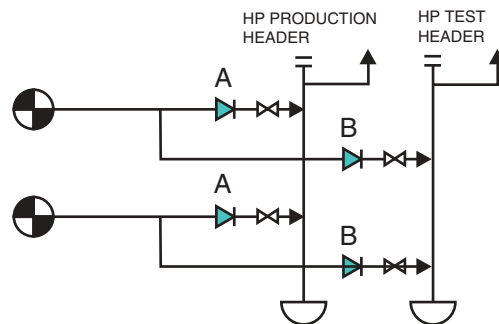 HP PRODUCTION
HEADER
HP TEST
HEADER
A
B
A
B